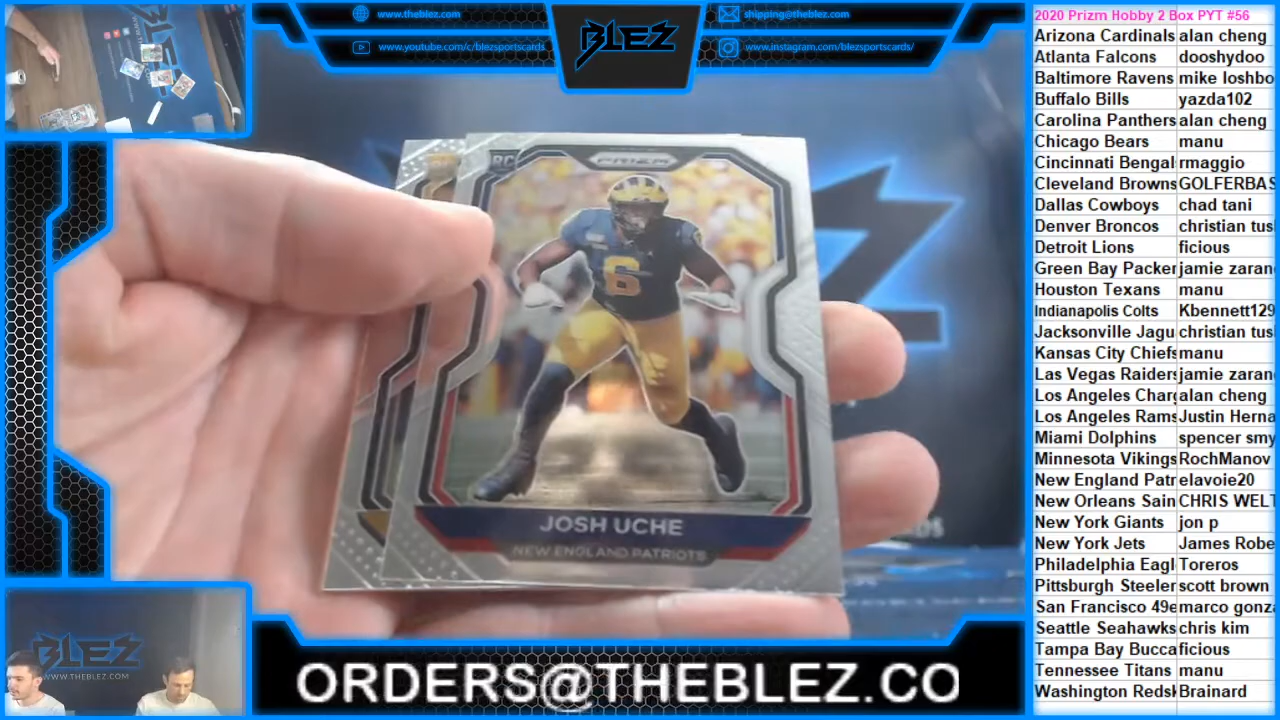 www.theblez.com
shipping@theblez.com
www.youtube.com/c/blezsportscards
www.instagram.com/blezsportscards/
BLEZ
RC
PRIZM
6
JOSH UCHE
NEW ENGLAND PATRIOTS
BLEZ
WWW.THEBLEZ.COM
ORDERS@THEBLEZ.CO
2020 Prizm Hobby 2 Box PYT #56
Arizona Cardinals alan cheng
Atlanta Falcons dooshydoo
Baltimore Ravens mike loshbo
Buffalo Bills yazda102
Carolina Panthers alan cheng
Chicago Bears manu
Cincinnati Bengal rmaggio
Cleveland Browns GOLFERBAS
Dallas Cowboys chad tani
Denver Broncos christian tus
Detroit Lions ficious
Green Bay Packer jamie zaran
Houston Texans manu
Indianapolis Colts Kbennett129
Jacksonville Jagu christian tus
Kansas City Chiefs manu
Las Vegas Raiders jamie zaran
Los Angeles Charg alan cheng
Los Angeles Rams Justin Herna
Miami Dolphins spencer smy
Minnesota Vikings RochManov
New England Patr elavoie20
New Orleans Sain CHRIS WELT
New York Giants jon p
New York Jets James Robe
Philadelphia Eagl Toreros
Pittsburgh Steeler scott brown
San Francisco 49e marco gonza
Seattle Seahawks chris kim
Tampa Bay Bucca ficious
Tennessee Titans manu
Washington Redsk Brainard